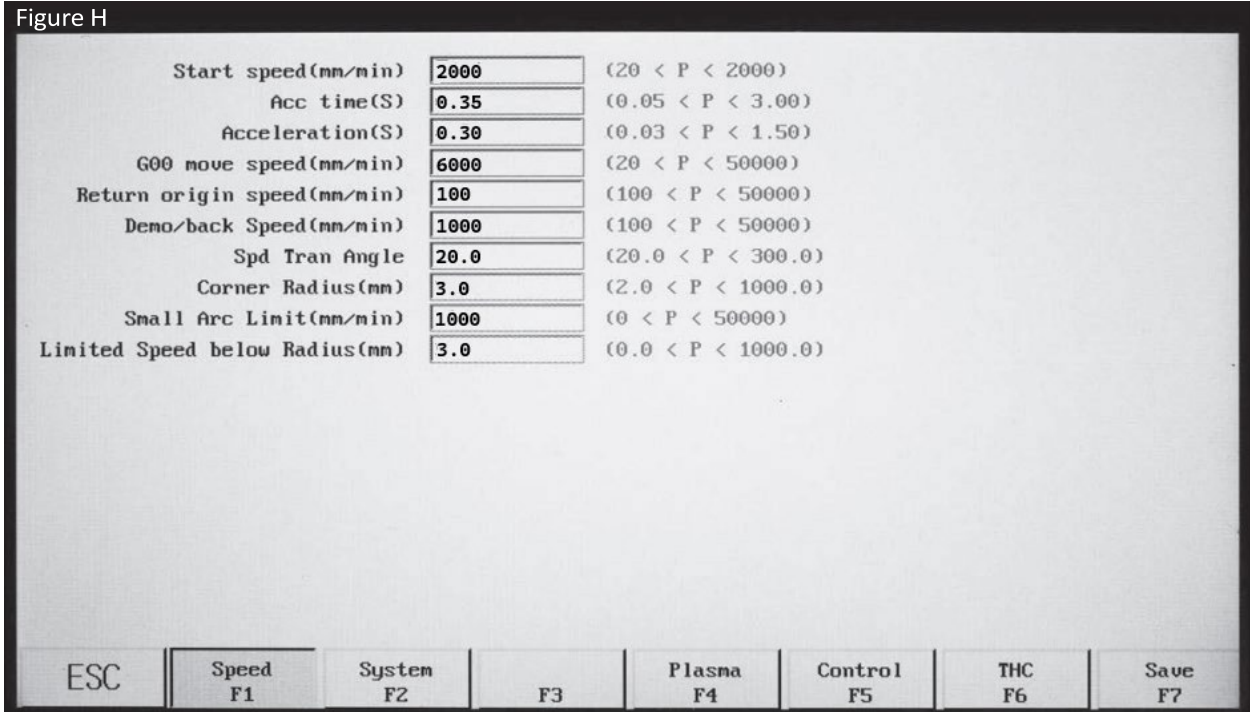 Figure H
Start speed(mm/min) 2000 (20 < P < 2000)
Acc time(S) 0.35 (0.05 < P < 3.00)
Acceleration(S) 0.30 (0.03 < P < 1.50)
G00 move speed(mm/min) 6000 (20 < P < 50000)
Return origin speed(mm/min) 100 (100 < P < 50000)
Demo/back Speed(mm/min) 1000 (100 < P < 50000)
Spd Tran Angle 20.0 (20.0 < P < 300.0)
Corner Radius(mm) 3.0 (2.0 < P < 1000.0)
Small Arc Limit(mm/min) 1000 (0 < P < 50000)
Limited Speed below Radius(mm) 3.0 (0.0 < P < 1000.0)
ESC Speed System Plasma Control THC Save
F1 F2 F3 F4 F5 F6 F7